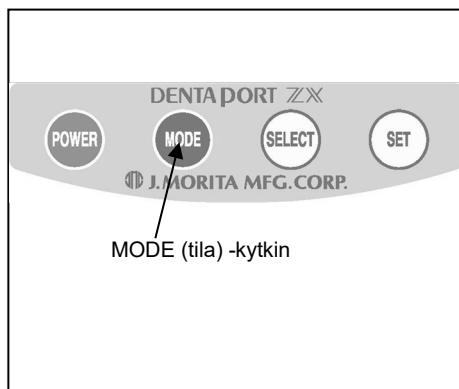 DENTAPORT ZX
POWER MODE SELECT SET
J.MORITA MFG.CORP.
MODE (tila) -kytkin